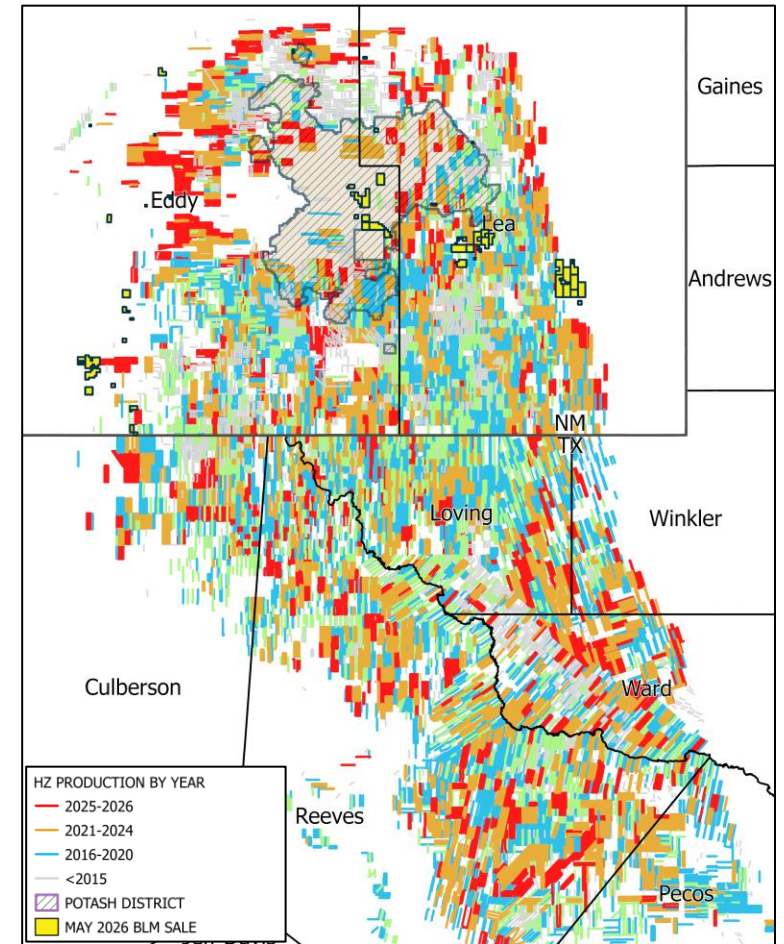 Gaines
Eddy
Lea
Andrews
NM
TX
Loving
Winkler
Culberson
Ward
HZ PRODUCTION BY YEAR
2025-2026
2021-2024
2016-2020
<2015
POTASH DISTRICT
MAY 2026 BLM SALE
Reeves
Pecos